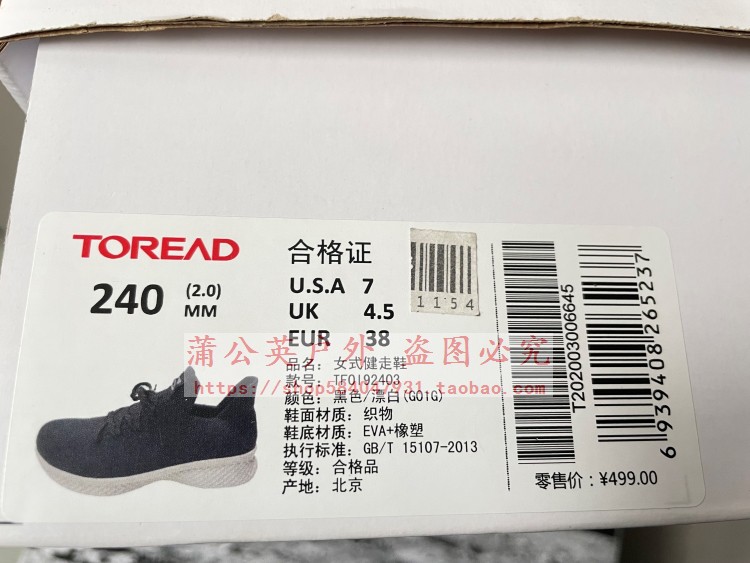 TOREAD
合格证
240
(2.0)
MM
U.S.A 7
UK 4.5
EUR 38
1154
蒲公英户外 盗图必究
品名：女式健走鞋
款号：TFOI92403
颜色：黑色/漂白(G01G)
鞋面材质：织物
鞋底材质：EVA+橡塑
执行标准：GB/T 15107-2013
等级：合格品
产地：北京
T202003006645
6939408265237
零售价：¥499.00